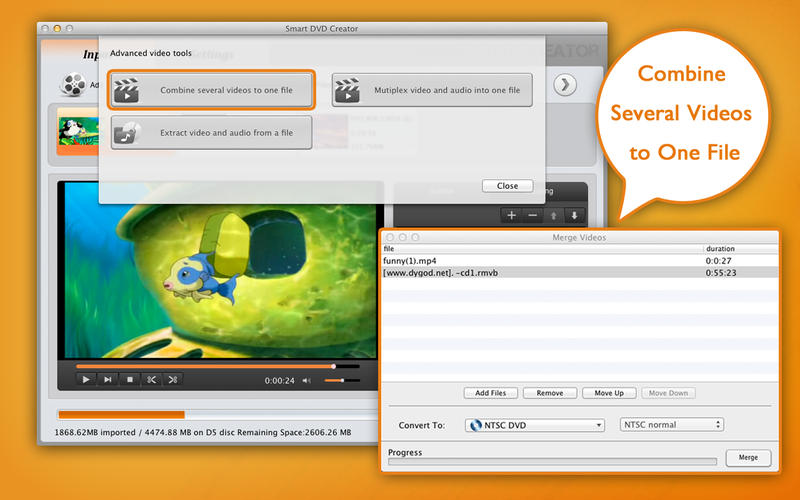 Smart DVD Creator
Advanced video tools
Combine several videos to one file
Mutiplex video and audio into one file
Extract video and audio from a file
Close
Combine
Several Videos
to One File
0:00:24
1868.62MB imported / 4474.88 MB on D5 disc Remaining Space:2606.26 MB
Merge Videos
file duration
funny(1).mp4 0:0:27
[www.dygod.net]. -cd1.rmvb 0:55:23
Add Files Remove Move Up Move Down
Convert To: NTSC DVD NTSC normal
Progress
Merge